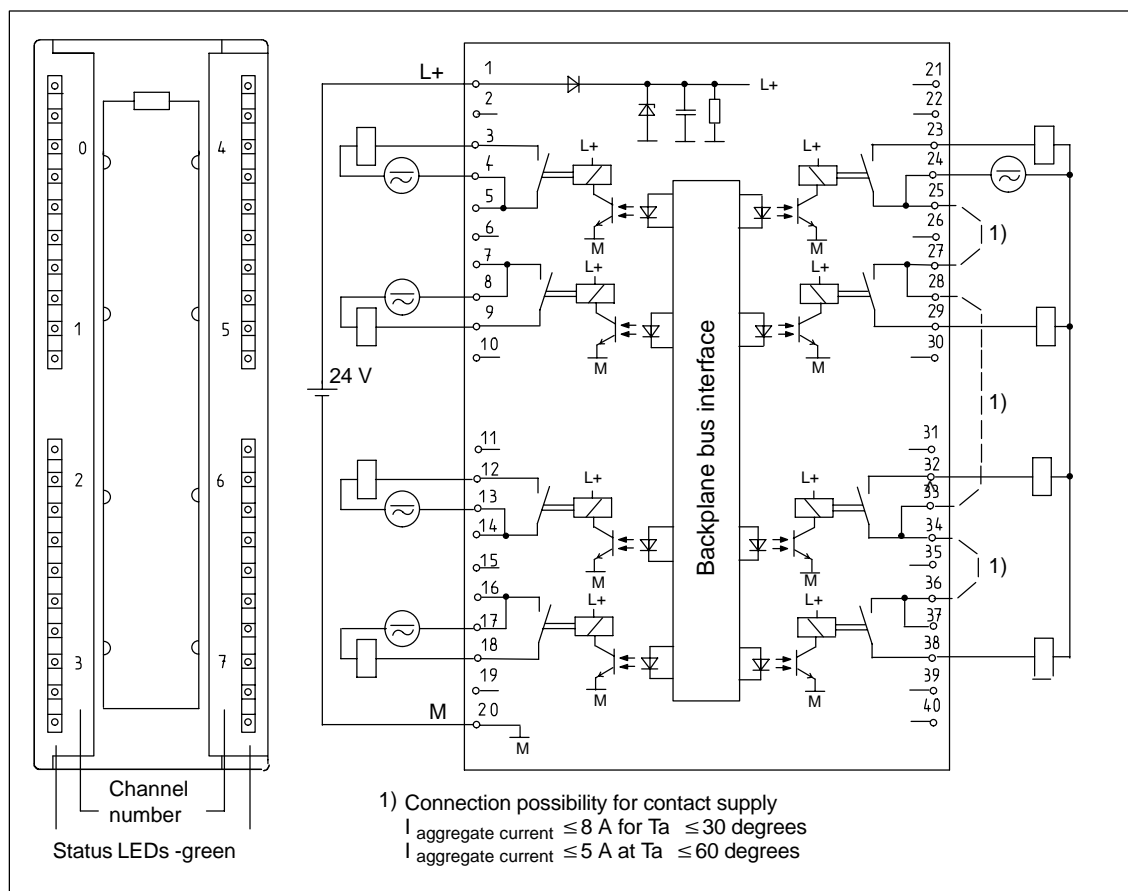 L+
1
2
3
4
5
6
7
8
9
10
11
12
13
14
15
16
17
18
19
20
M
24 V
L+
L+
M
L+
M
L+
M
L+
M
M
Backplane bus interface
L+
M
L+
M
L+
M
L+
M
21
22
23
24
25
26
27
28
29
30
31
32
33
34
35
36
37
38
39
40
1)
1)
1)
0
1
2
3
4
5
6
7
Channel
number
Status LEDs -green
1) Connection possibility for contact supply
I aggregate current ≤ 8 A for Ta ≤ 30 degrees
I aggregate current ≤ 5 A at Ta ≤ 60 degrees